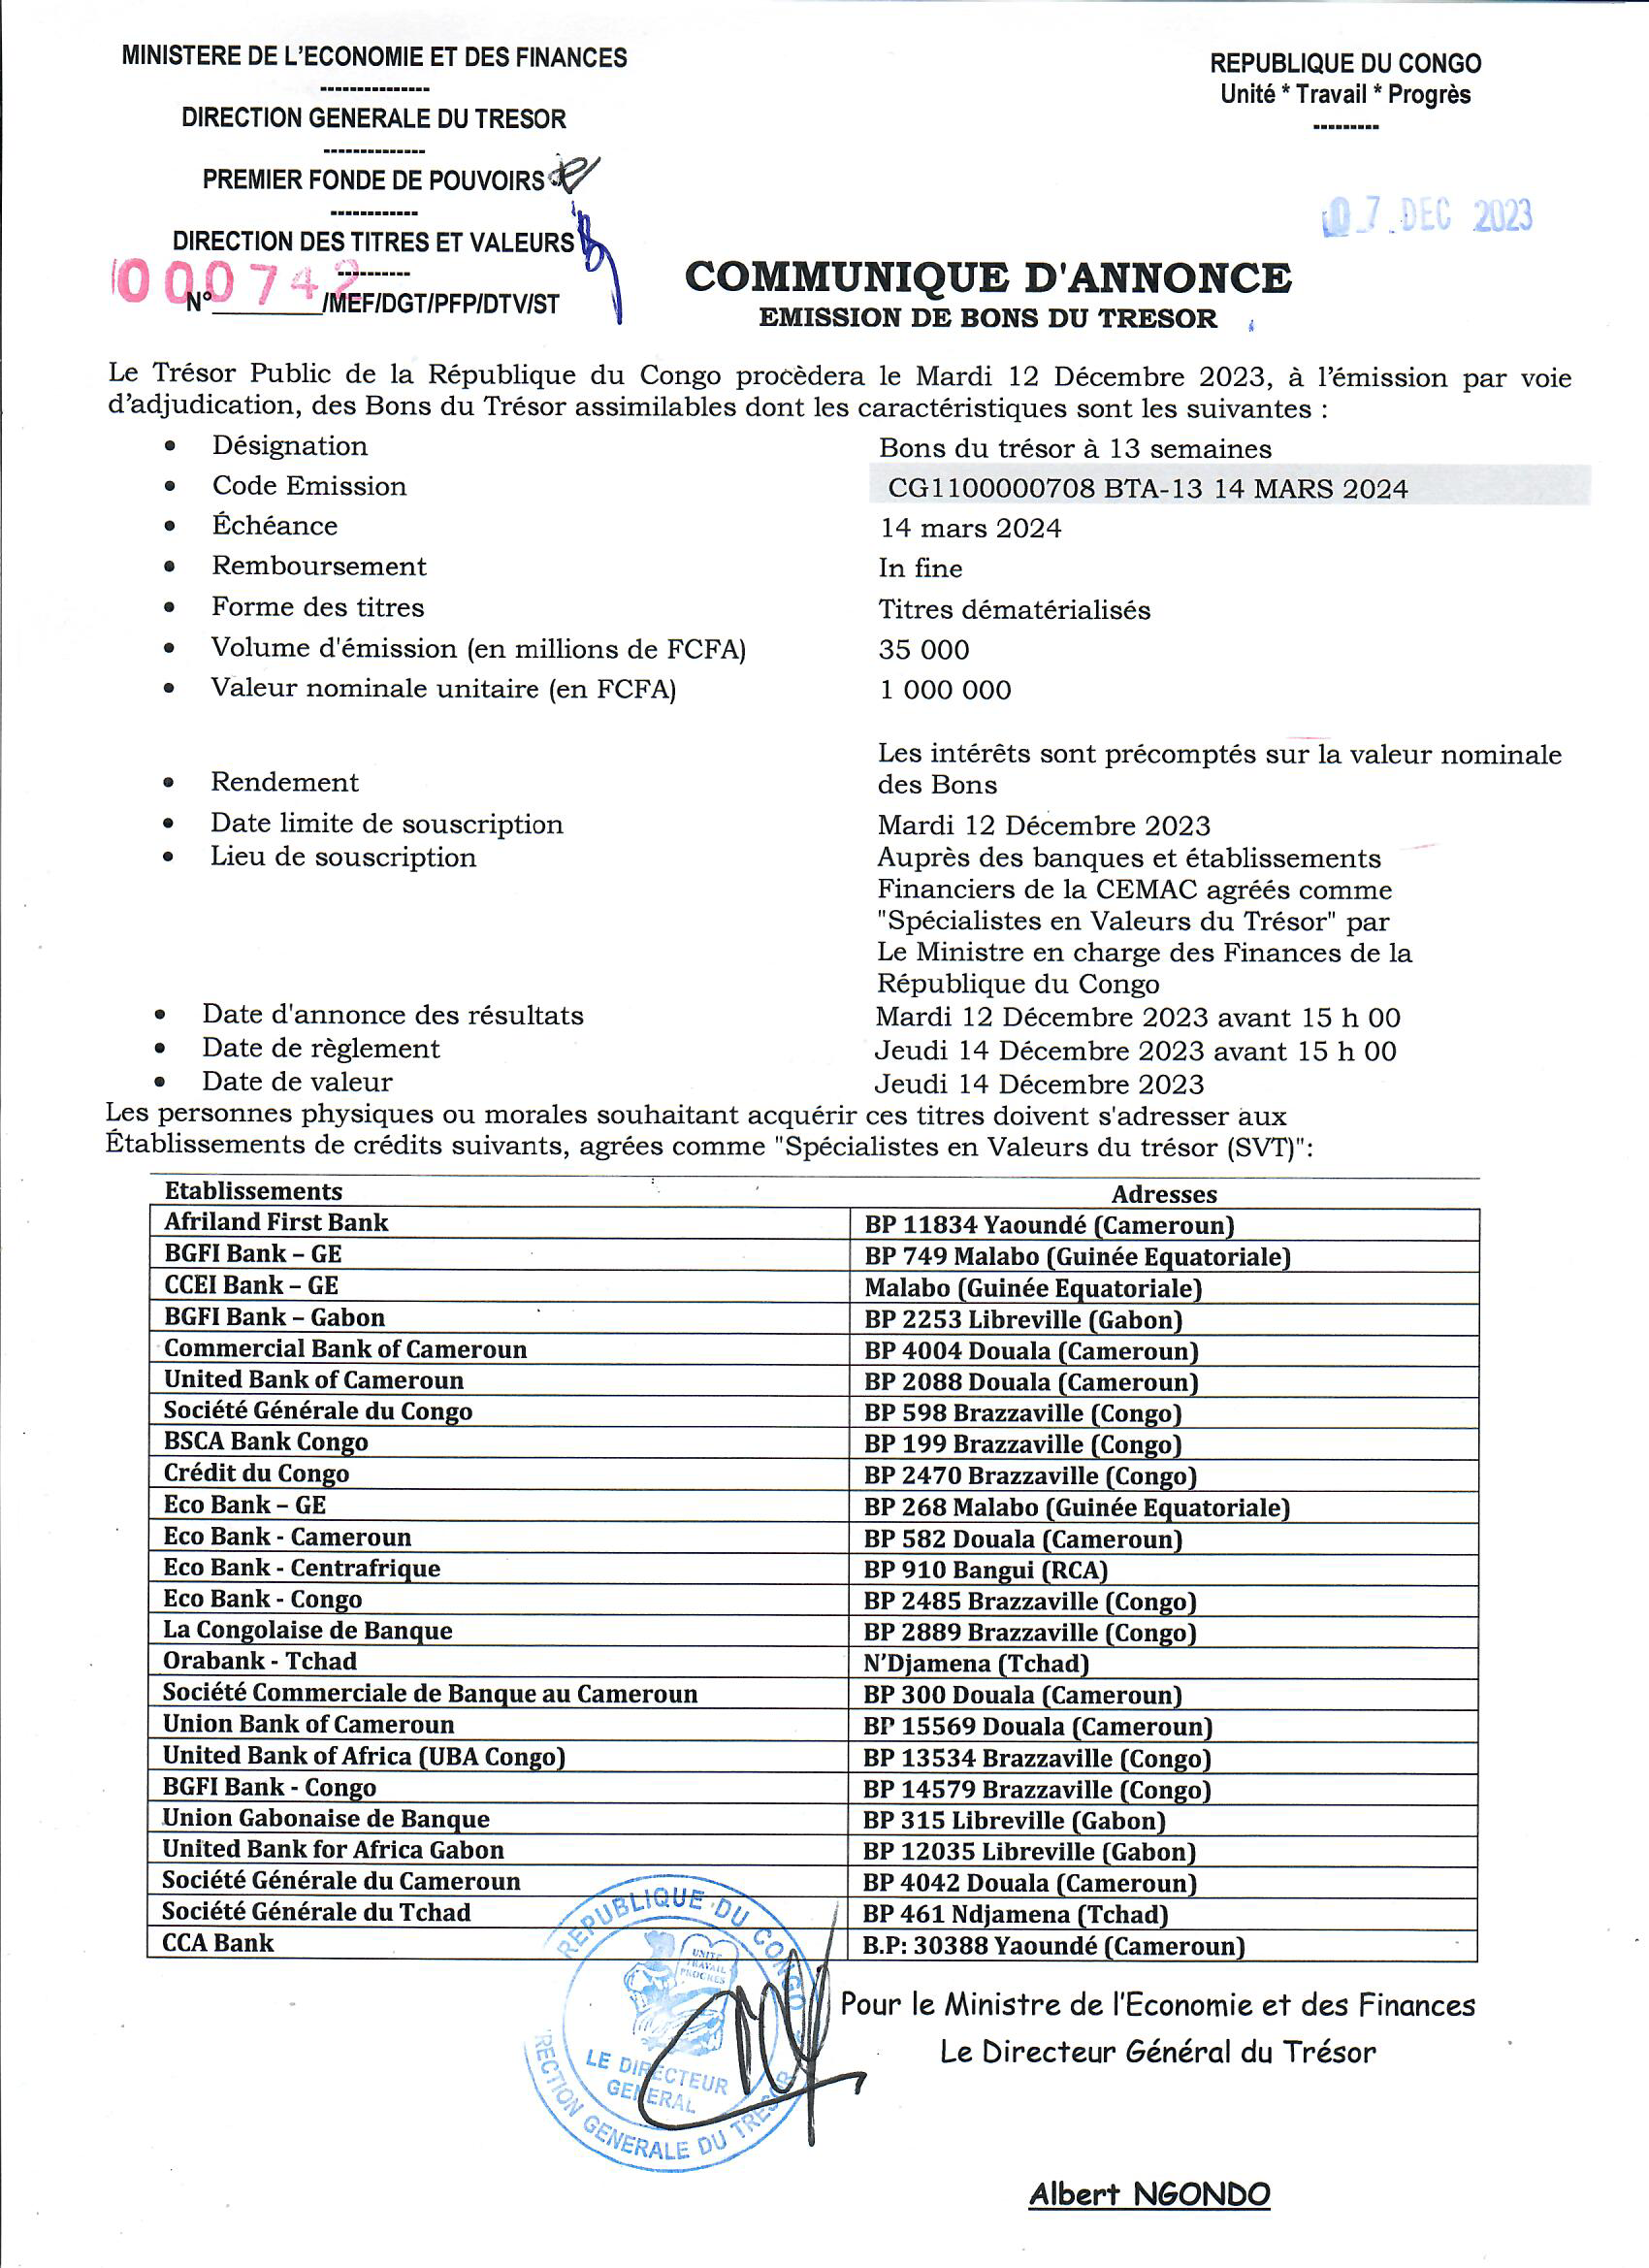 MINISTERE DE L'ECONOMIE ET DES FINANCES
---------------
DIRECTION GENERALE DU TRESOR
--------------
PREMIER FONDE DE POUVOIRS
------------
DIRECTION DES TITRES ET VALEURS
----------
000742
N°________/MEF/DGT/PFP/DTV/ST
REPUBLIQUE DU CONGO
Unité * Travail * Progrès
---------
07 DEC 2023
COMMUNIQUE D'ANNONCE
EMISSION DE BONS DU TRESOR
Le Trésor Public de la République du Congo procèdera le Mardi 12 Décembre 2023, à l'émission par voie
d'adjudication, des Bons du Trésor assimilables dont les caractéristiques sont les suivantes :
• Désignation Bons du trésor à 13 semaines
• Code Emission CG1100000708 BTA-13 14 MARS 2024
• Échéance 14 mars 2024
• Remboursement In fine
• Forme des titres Titres dématérialisés
• Volume d'émission (en millions de FCFA) 35 000
• Valeur nominale unitaire (en FCFA) 1 000 000
Les intérêts sont précomptés sur la valeur nominale
• Rendement des Bons
• Date limite de souscription Mardi 12 Décembre 2023
• Lieu de souscription Auprès des banques et établissements
Financiers de la CEMAC agréés comme
"Spécialistes en Valeurs du Trésor" par
Le Ministre en charge des Finances de la
République du Congo
• Date d'annonce des résultats Mardi 12 Décembre 2023 avant 15 h 00
• Date de règlement Jeudi 14 Décembre 2023 avant 15 h 00
• Date de valeur Jeudi 14 Décembre 2023
Les personnes physiques ou morales souhaitant acquérir ces titres doivent s'adresser aux
Établissements de crédits suivants, agrées comme "Spécialistes en Valeurs du trésor (SVT)":
Etablissements Adresses
Afriland First Bank BP 11834 Yaoundé (Cameroun)
BGFI Bank – GE BP 749 Malabo (Guinée Equatoriale)
CCEI Bank – GE Malabo (Guinée Equatoriale)
BGFI Bank – Gabon BP 2253 Libreville (Gabon)
Commercial Bank of Cameroun BP 4004 Douala (Cameroun)
United Bank of Cameroun BP 2088 Douala (Cameroun)
Société Générale du Congo BP 598 Brazzaville (Congo)
BSCA Bank Congo BP 199 Brazzaville (Congo)
Crédit du Congo BP 2470 Brazzaville (Congo)
Eco Bank – GE BP 268 Malabo (Guinée Equatoriale)
Eco Bank - Cameroun BP 582 Douala (Cameroun)
Eco Bank - Centrafrique BP 910 Bangui (RCA)
Eco Bank - Congo BP 2485 Brazzaville (Congo)
La Congolaise de Banque BP 2889 Brazzaville (Congo)
Orabank - Tchad N'Djamena (Tchad)
Société Commerciale de Banque au Cameroun BP 300 Douala (Cameroun)
Union Bank of Cameroun BP 15569 Douala (Cameroun)
United Bank of Africa (UBA Congo) BP 13534 Brazzaville (Congo)
BGFI Bank - Congo BP 14579 Brazzaville (Congo)
Union Gabonaise de Banque BP 315 Libreville (Gabon)
United Bank for Africa Gabon BP 12035 Libreville (Gabon)
Société Générale du Cameroun BP 4042 Douala (Cameroun)
Société Générale du Tchad BP 461 Ndjamena (Tchad)
CCA Bank B.P: 30388 Yaoundé (Cameroun)
REPUBLIQUE DU CONGO
UNITE
TRAVAIL
PROGRES
LE DIRECTEUR
GENERAL
RECTION GENERALE DU TRESOR
Pour le Ministre de l'Economie et des Finances
Le Directeur Général du Trésor
Albert NGONDO